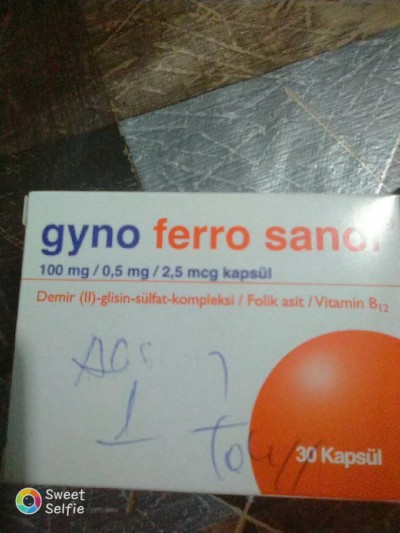 gyno ferro sanol
100 mg / 0,5 mg / 2,5 mcg kapsül
Demir (II)-glisin-sülfat-kompleksi / Folik asit / Vitamin B12
1
30 Kapsül
Sweet
Selfie